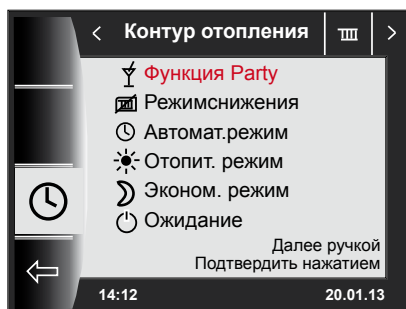 < Контур отопления >
Функция Party
Режимснижения
Автомат.режим
Отопит. режим
Эконом. режим
Ожидание
Далее ручкой
Подтвердить нажатием
14:12 20.01.13